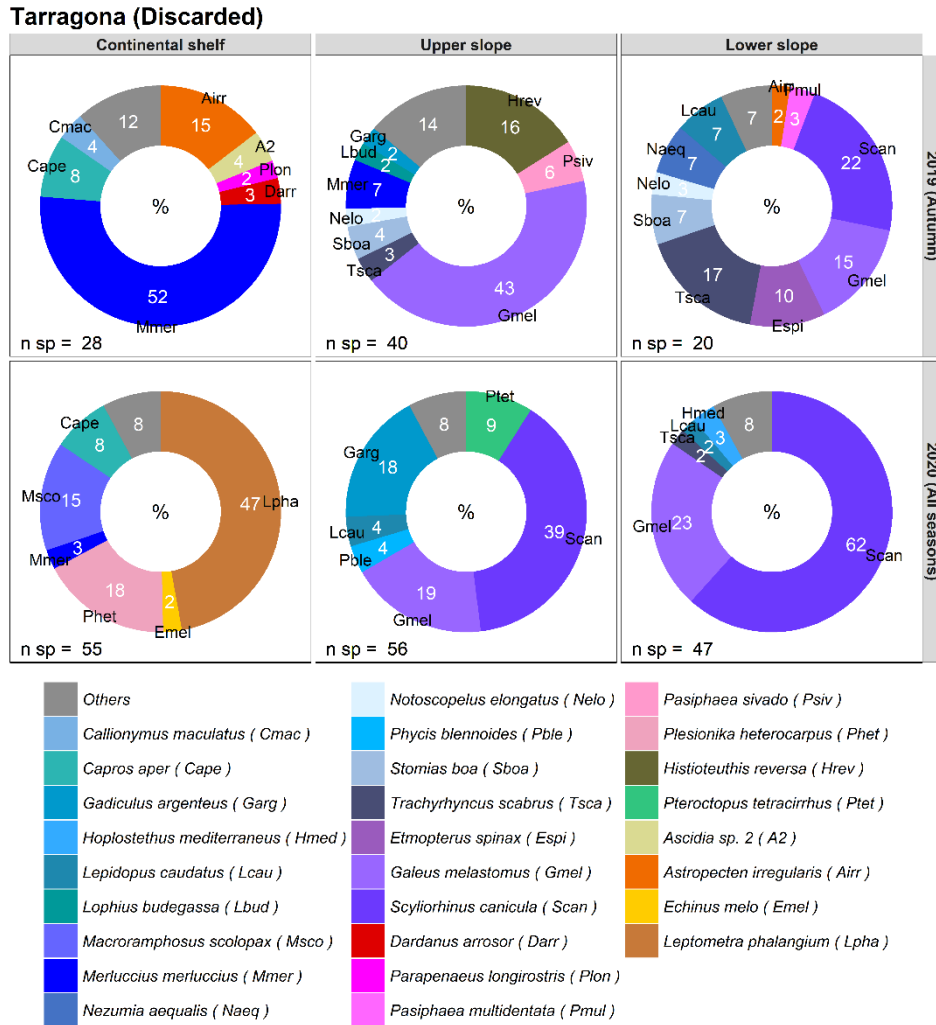 Tarragona (Discarded)
Continental shelf
Upper slope
Lower slope
2019 (Autumn)
Airr
15
A2
4
Plon
2
Darr
3
Mmer
52
Cape
8
Cmac
4
12
%
n sp = 28
Hrev
16
Psiv
6
Gmel
43
Tsca
3
Sboa
4
Nelo
2
Mmer
7
Lbud
2
Garg
2
14
%
n sp = 40
Airr
2
Pmul
3
Scan
22
Gmel
15
Espi
10
Tsca
17
Sboa
7
Nelo
3
Naeq
7
Lcau
7
7
%
n sp = 20
2020 (All seasons)
Lpha
47
Emel
2
Phet
18
Mmer
3
Msco
15
Cape
8
8
%
n sp = 55
Ptet
9
Scan
39
Gmel
19
Pble
4
Lcau
4
Garg
18
8
%
n sp = 56
Scan
62
Gmel
23
Tsca
2
Lcau
2
Hmed
3
8
%
n sp = 47
Others
Callionymus maculatus ( Cmac )
Capros aper ( Cape )
Gadiculus argenteus ( Garg )
Hoplostethus mediterraneus ( Hmed )
Lepidopus caudatus ( Lcau )
Lophius budegassa ( Lbud )
Macroramphosus scolopax ( Msco )
Merluccius merluccius ( Mmer )
Nezumia aequalis ( Naeq )
Notoscopelus elongatus ( Nelo )
Phycis blennoides ( Pble )
Stomias boa ( Sboa )
Trachyrhyncus scabrus ( Tsca )
Etmopterus spinax ( Espi )
Galeus melastomus ( Gmel )
Scyliorhinus canicula ( Scan )
Dardanus arrosor ( Darr )
Parapenaeus longirostris ( Plon )
Pasiphaea multidentata ( Pmul )
Pasiphaea sivado ( Psiv )
Plesionika heterocarpus ( Phet )
Histioteuthis reversa ( Hrev )
Pteroctopus tetracirrhus ( Ptet )
Ascidia sp. 2 ( A2 )
Astropecten irregularis ( Airr )
Echinus melo ( Emel )
Leptometra phalangium ( Lpha )